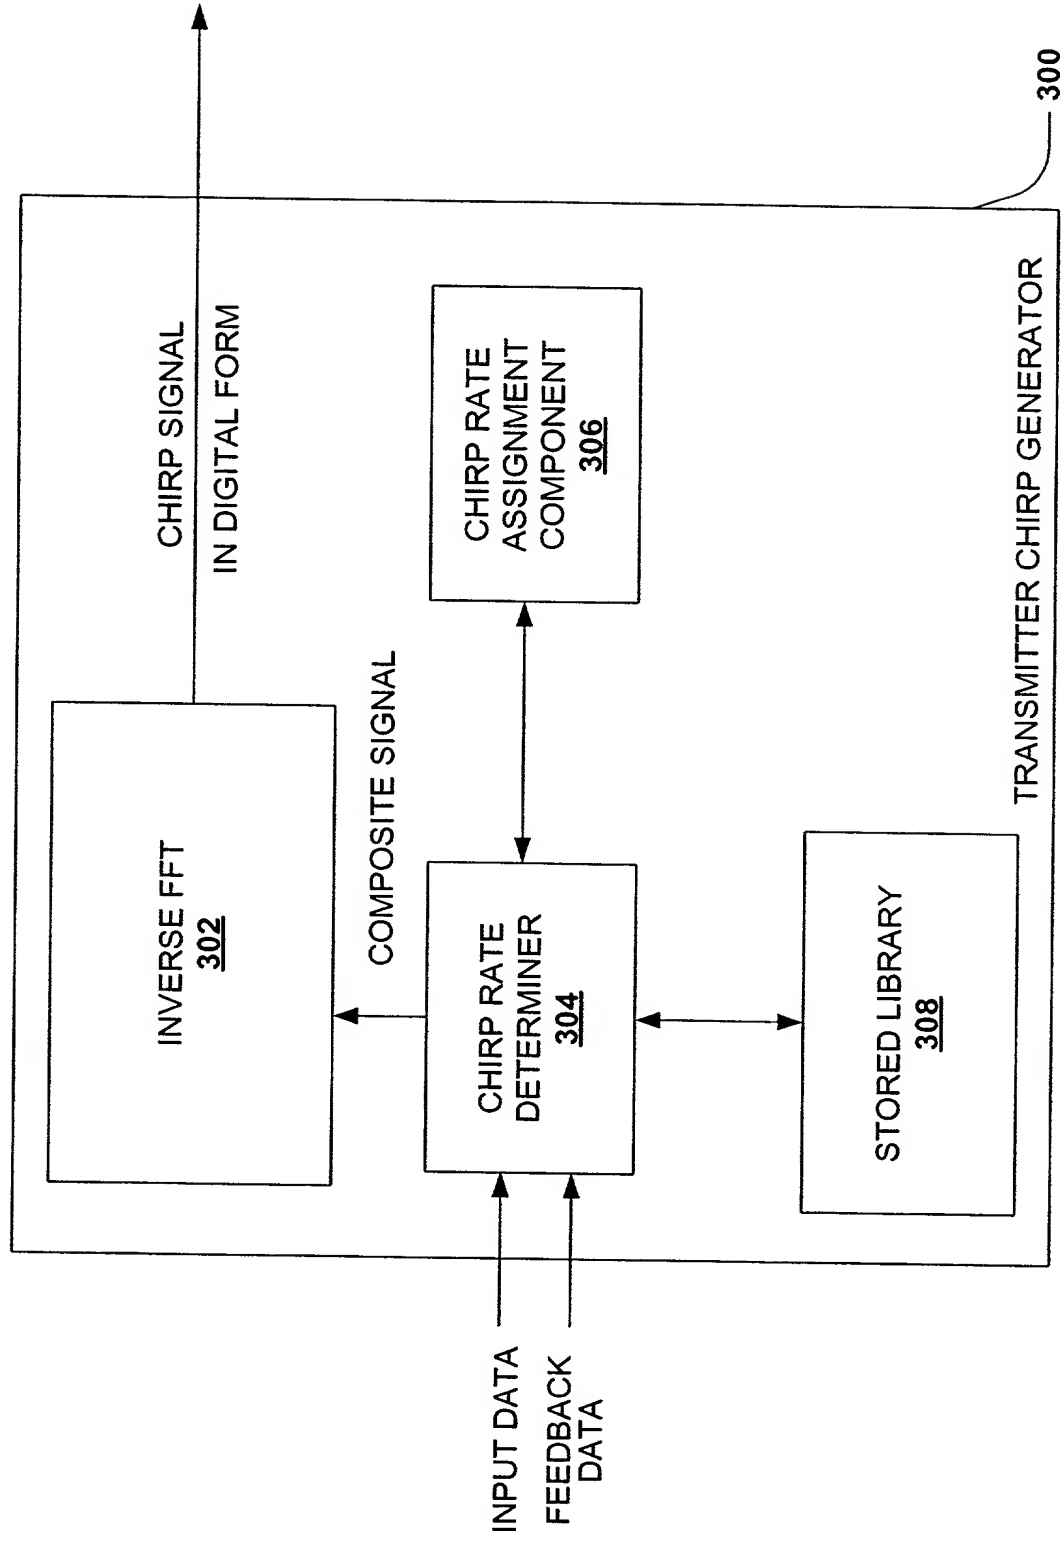 CHIRP SIGNAL
IN DIGITAL FORM
INVERSE FFT
302
COMPOSITE SIGNAL
CHIRP RATE
DETERMINER
304
CHIRP RATE
ASSIGNMENT
COMPONENT
306
INPUT DATA
FEEDBACK
DATA
STORED LIBRARY
308
TRANSMITTER CHIRP GENERATOR
300